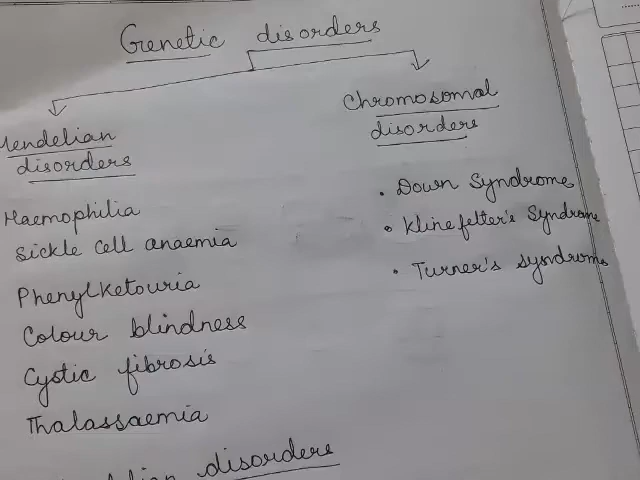 Genetic disorders
Mendelian
disorders
Haemophilia
Sickle cell anaemia
Phenylketouria
Colour blindness
Cystic fibrosis
Thalassaemia
Chromosomal
disorders
• Down Syndrome
• Klinefelter's Syndrome
• Turner's syndrome
disorders